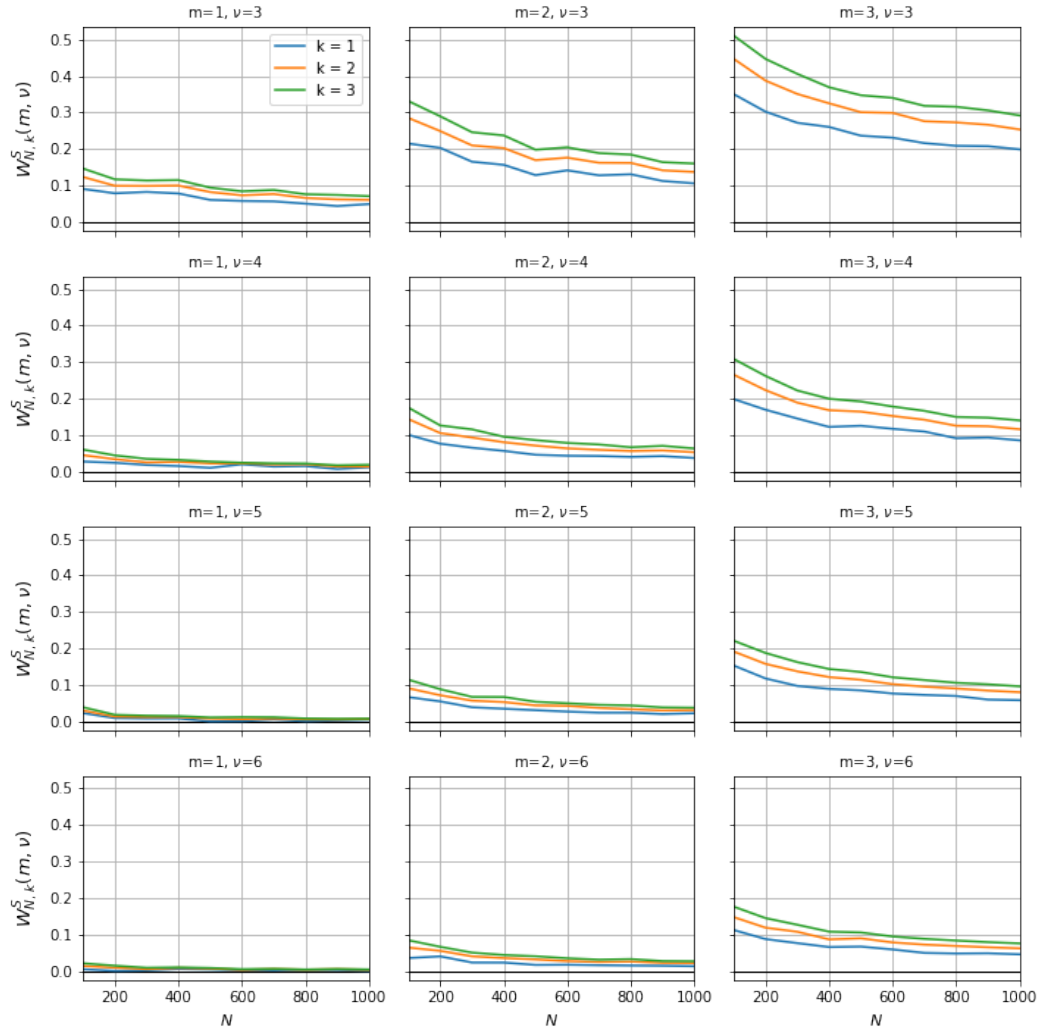 m=1, ν=3
m=2, ν=3
m=3, ν=3
k = 1
k = 2
k = 3
W^S_{N, k}(m, ν)
0.5
0.4
0.3
0.2
0.1
0.0
m=1, ν=4
m=2, ν=4
m=3, ν=4
W^S_{N, k}(m, ν)
0.5
0.4
0.3
0.2
0.1
0.0
m=1, ν=5
m=2, ν=5
m=3, ν=5
W^S_{N, k}(m, ν)
0.5
0.4
0.3
0.2
0.1
0.0
m=1, ν=6
m=2, ν=6
m=3, ν=6
W^S_{N, k}(m, ν)
0.5
0.4
0.3
0.2
0.1
0.0
200 400 600 800 1000
200 400 600 800 1000
200 400 600 800 1000
N
N
N